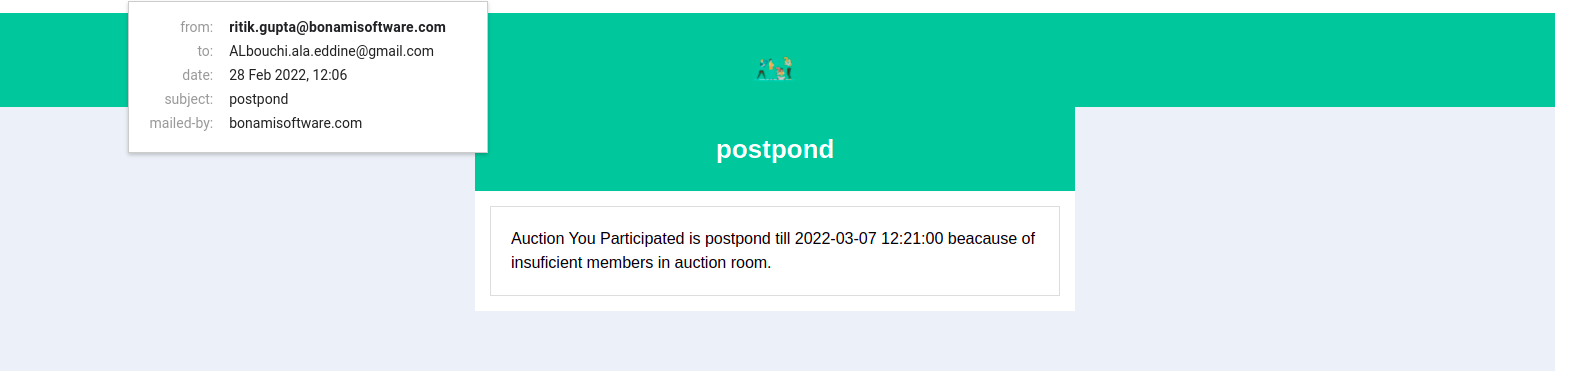 from: ritik.gupta@bonamisoftware.com
to: ALbouchi.ala.eddine@gmail.com
date: 28 Feb 2022, 12:06
subject: postpond
mailed-by: bonamisoftware.com
postpond
Auction You Participated is postpond till 2022-03-07 12:21:00 beacause of
insuficient members in auction room.